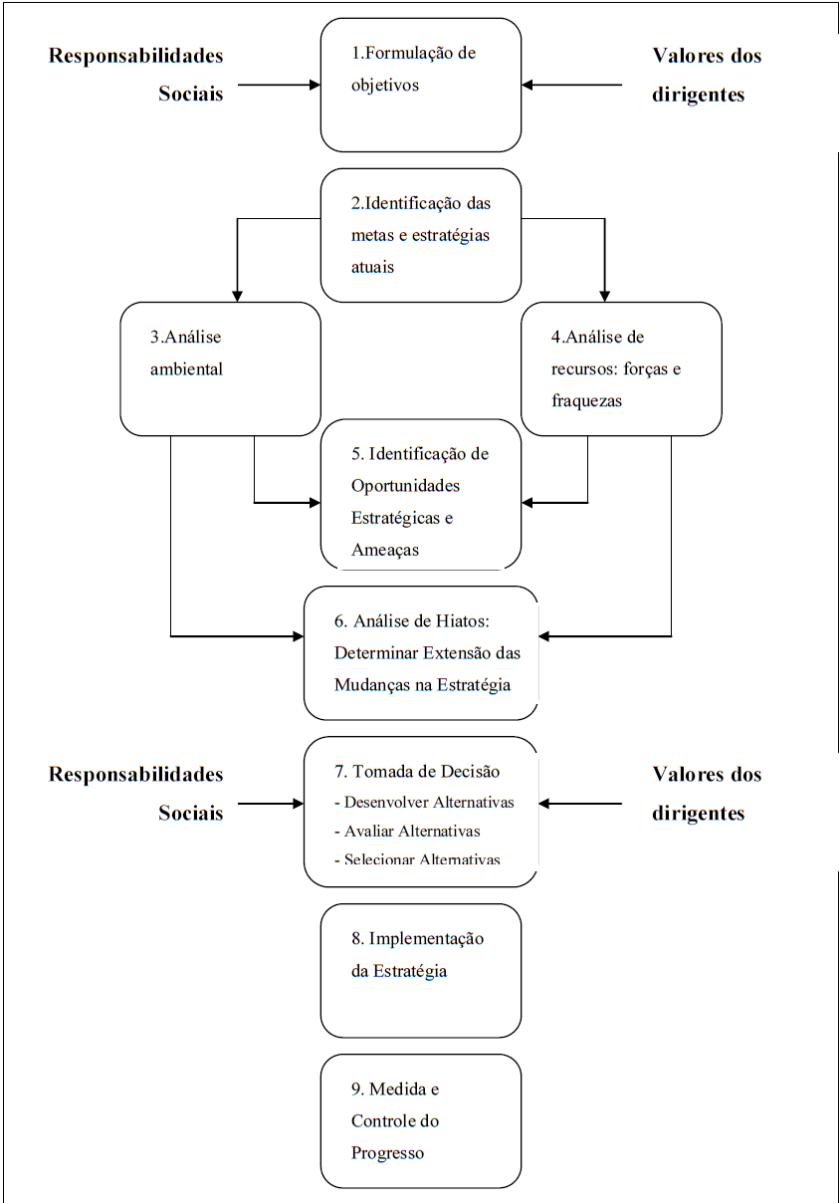 Responsabilidades
Sociais
1.Formulação de
objetivos
Valores dos
dirigentes
2.Identificação das
metas e estratégias
atuais
3.Análise
ambiental
4.Análise de
recursos: forças e
fraquezas
5. Identificação de
Oportunidades
Estratégicas e
Ameaças
6. Análise de Hiatos:
Determinar Extensão das
Mudanças na Estratégia
Responsabilidades
Sociais
7. Tomada de Decisão
- Desenvolver Alternativas
- Avaliar Alternativas
- Selecionar Alternativas
Valores dos
dirigentes
8. Implementação
da Estratégia
9. Medida e
Controle do
Progresso